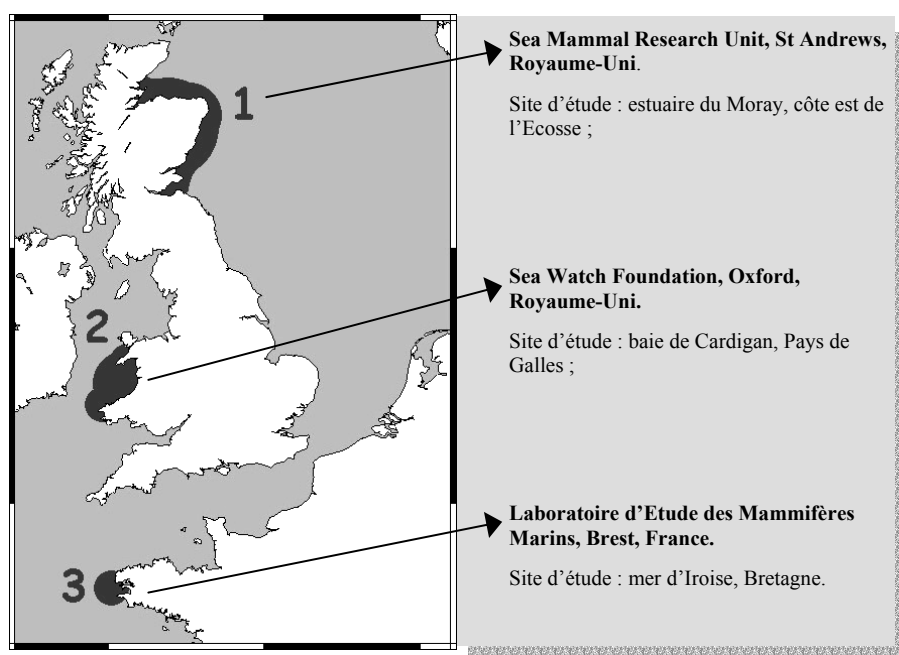 1
Sea Mammal Research Unit, St Andrews,
Royaume-Uni.
Site d’étude : estuaire du Moray, côte est de
l’Ecosse ;
2
Sea Watch Foundation, Oxford,
Royaume-Uni.
Site d’étude : baie de Cardigan, Pays de
Galles ;
3
Laboratoire d’Etude des Mammifères
Marins, Brest, France.
Site d’étude : mer d’Iroise, Bretagne.